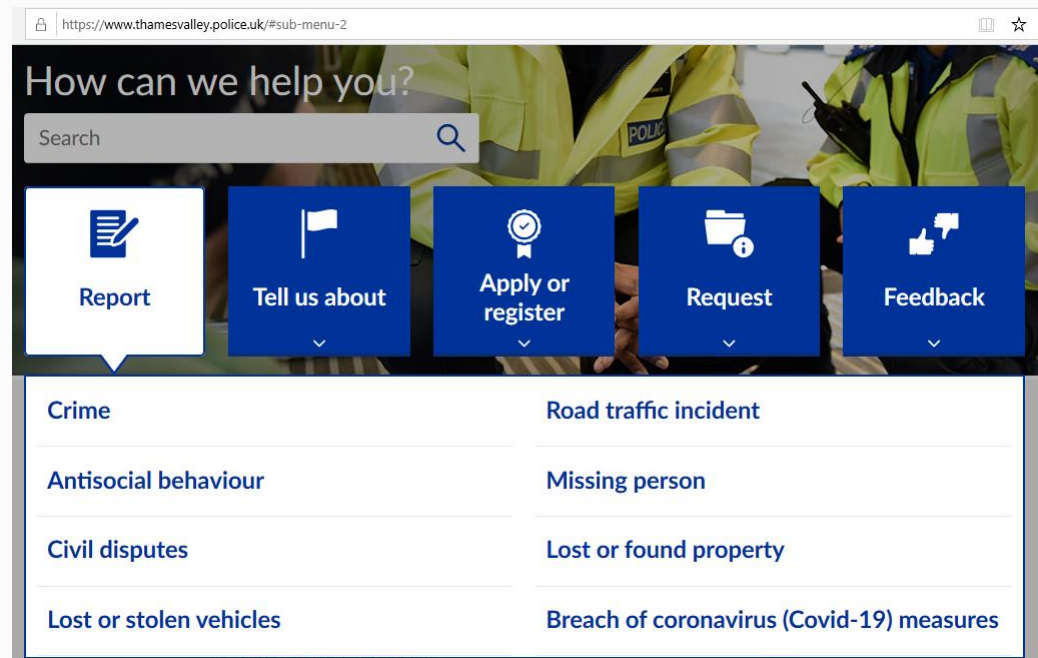 https://www.thamesvalley.police.uk/#sub-menu-2
How can we help you?
Search
POLICE
Report
Tell us about
Apply or
register
Request
Feedback
Crime
Road traffic incident
Antisocial behaviour
Missing person
Civil disputes
Lost or found property
Lost or stolen vehicles
Breach of coronavirus (Covid-19) measures